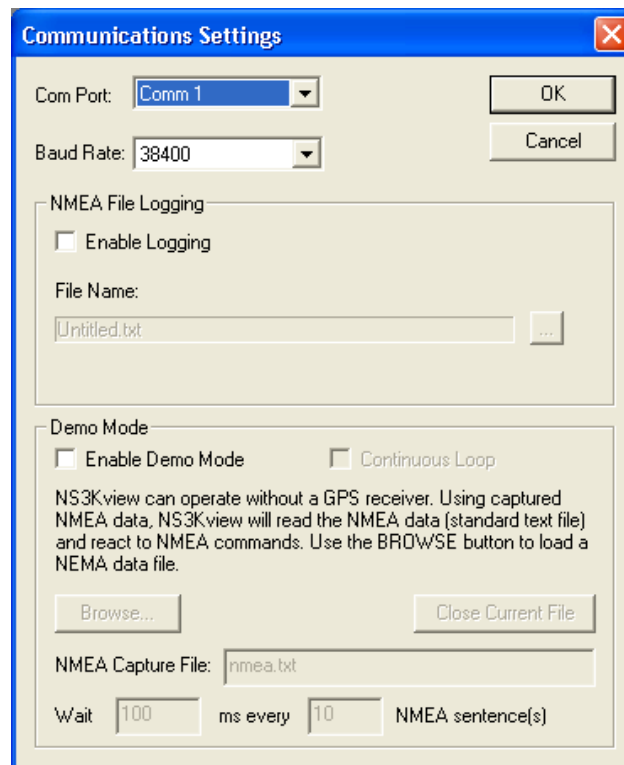 Communications Settings
Com Port: Comm 1
OK
Baud Rate: 38400
Cancel
NMEA File Logging
Enable Logging
File Name:
Untitled.txt
...
Demo Mode
Enable Demo Mode
Continuous Loop
NS3Kview can operate without a GPS receiver. Using captured
NMEA data, NS3Kview will read the NMEA data (standard text file)
and react to NMEA commands. Use the BROWSE button to load a
NEMA data file.
Browse...
Close Current File
NMEA Capture File: nmea.txt
Wait 100 ms every 10 NMEA sentence(s)